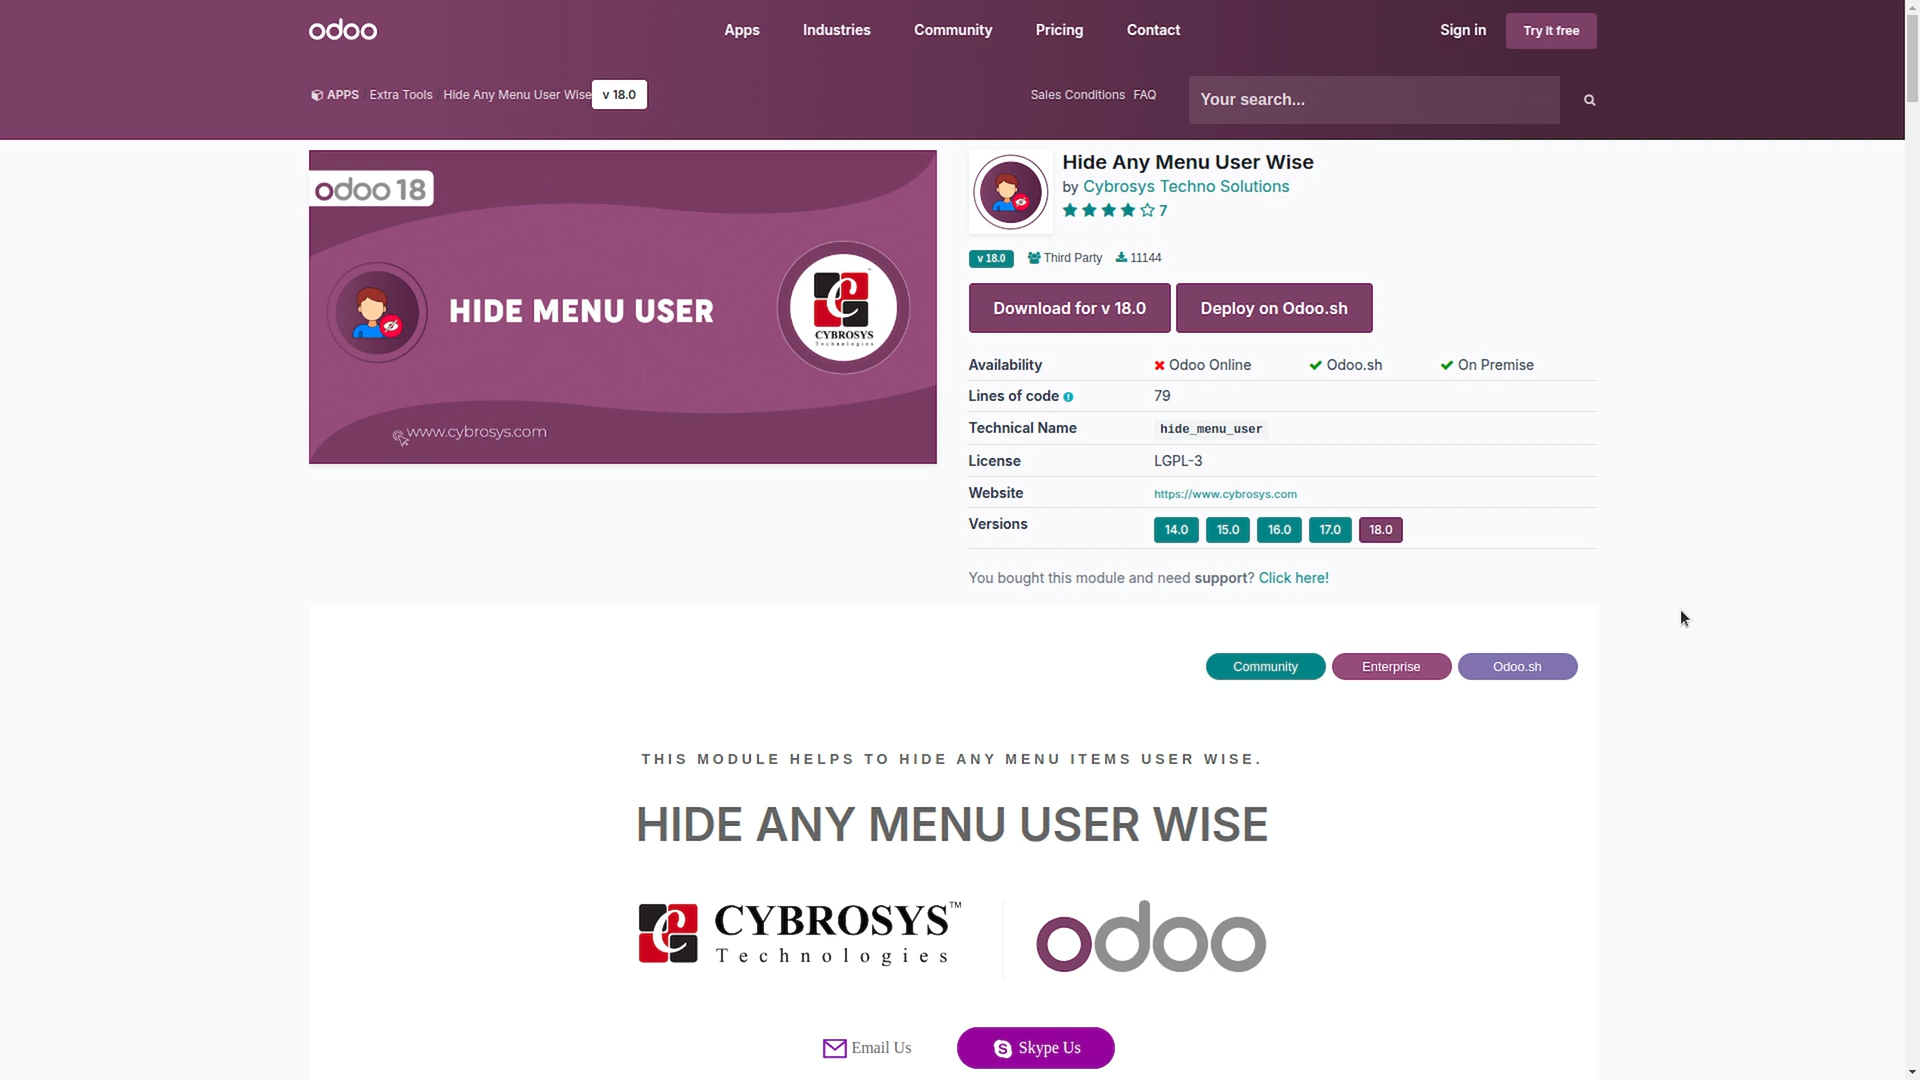 odoo
Apps Industries Community Pricing Contact
Sign in Try it free
APPS Extra Tools Hide Any Menu User Wise v 18.0
Sales Conditions FAQ Your search...
odoo 18
HIDE MENU USER
CYBROSYS
Technologies
www.cybrosys.com
Hide Any Menu User Wise
by Cybrosys Techno Solutions
7
v 18.0 Third Party 11144
Download for v 18.0 Deploy on Odoo.sh
Availability Odoo Online Odoo.sh On Premise
Lines of code 79
Technical Name hide_menu_user
License LGPL-3
Website https://www.cybrosys.com
Versions 14.0 15.0 16.0 17.0 18.0
You bought this module and need support? Click here!
Community Enterprise Odoo.sh
THIS MODULE HELPS TO HIDE ANY MENU ITEMS USER WISE.
HIDE ANY MENU USER WISE
CYBROSYS™
Technologies
odoo
Email Us Skype Us